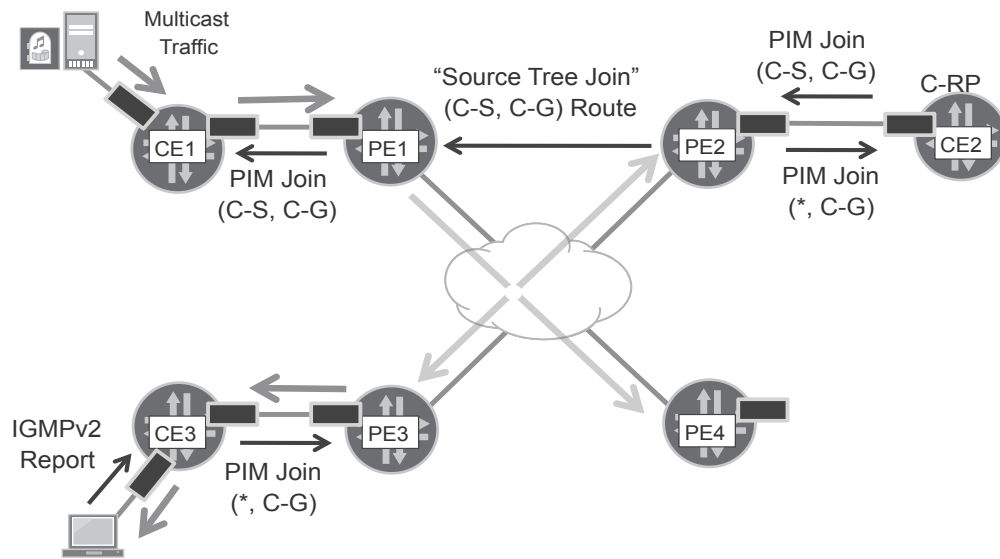 Multicast
Traffic
CE1
PIM Join
(C-S, C-G)
PE1
“Source Tree Join”
(C-S, C-G) Route
PE2
PIM Join
(C-S, C-G)
C-RP
CE2
PIM Join
(*, C-G)
IGMPv2
Report
CE3
PIM Join
(*, C-G)
PE3
PE4